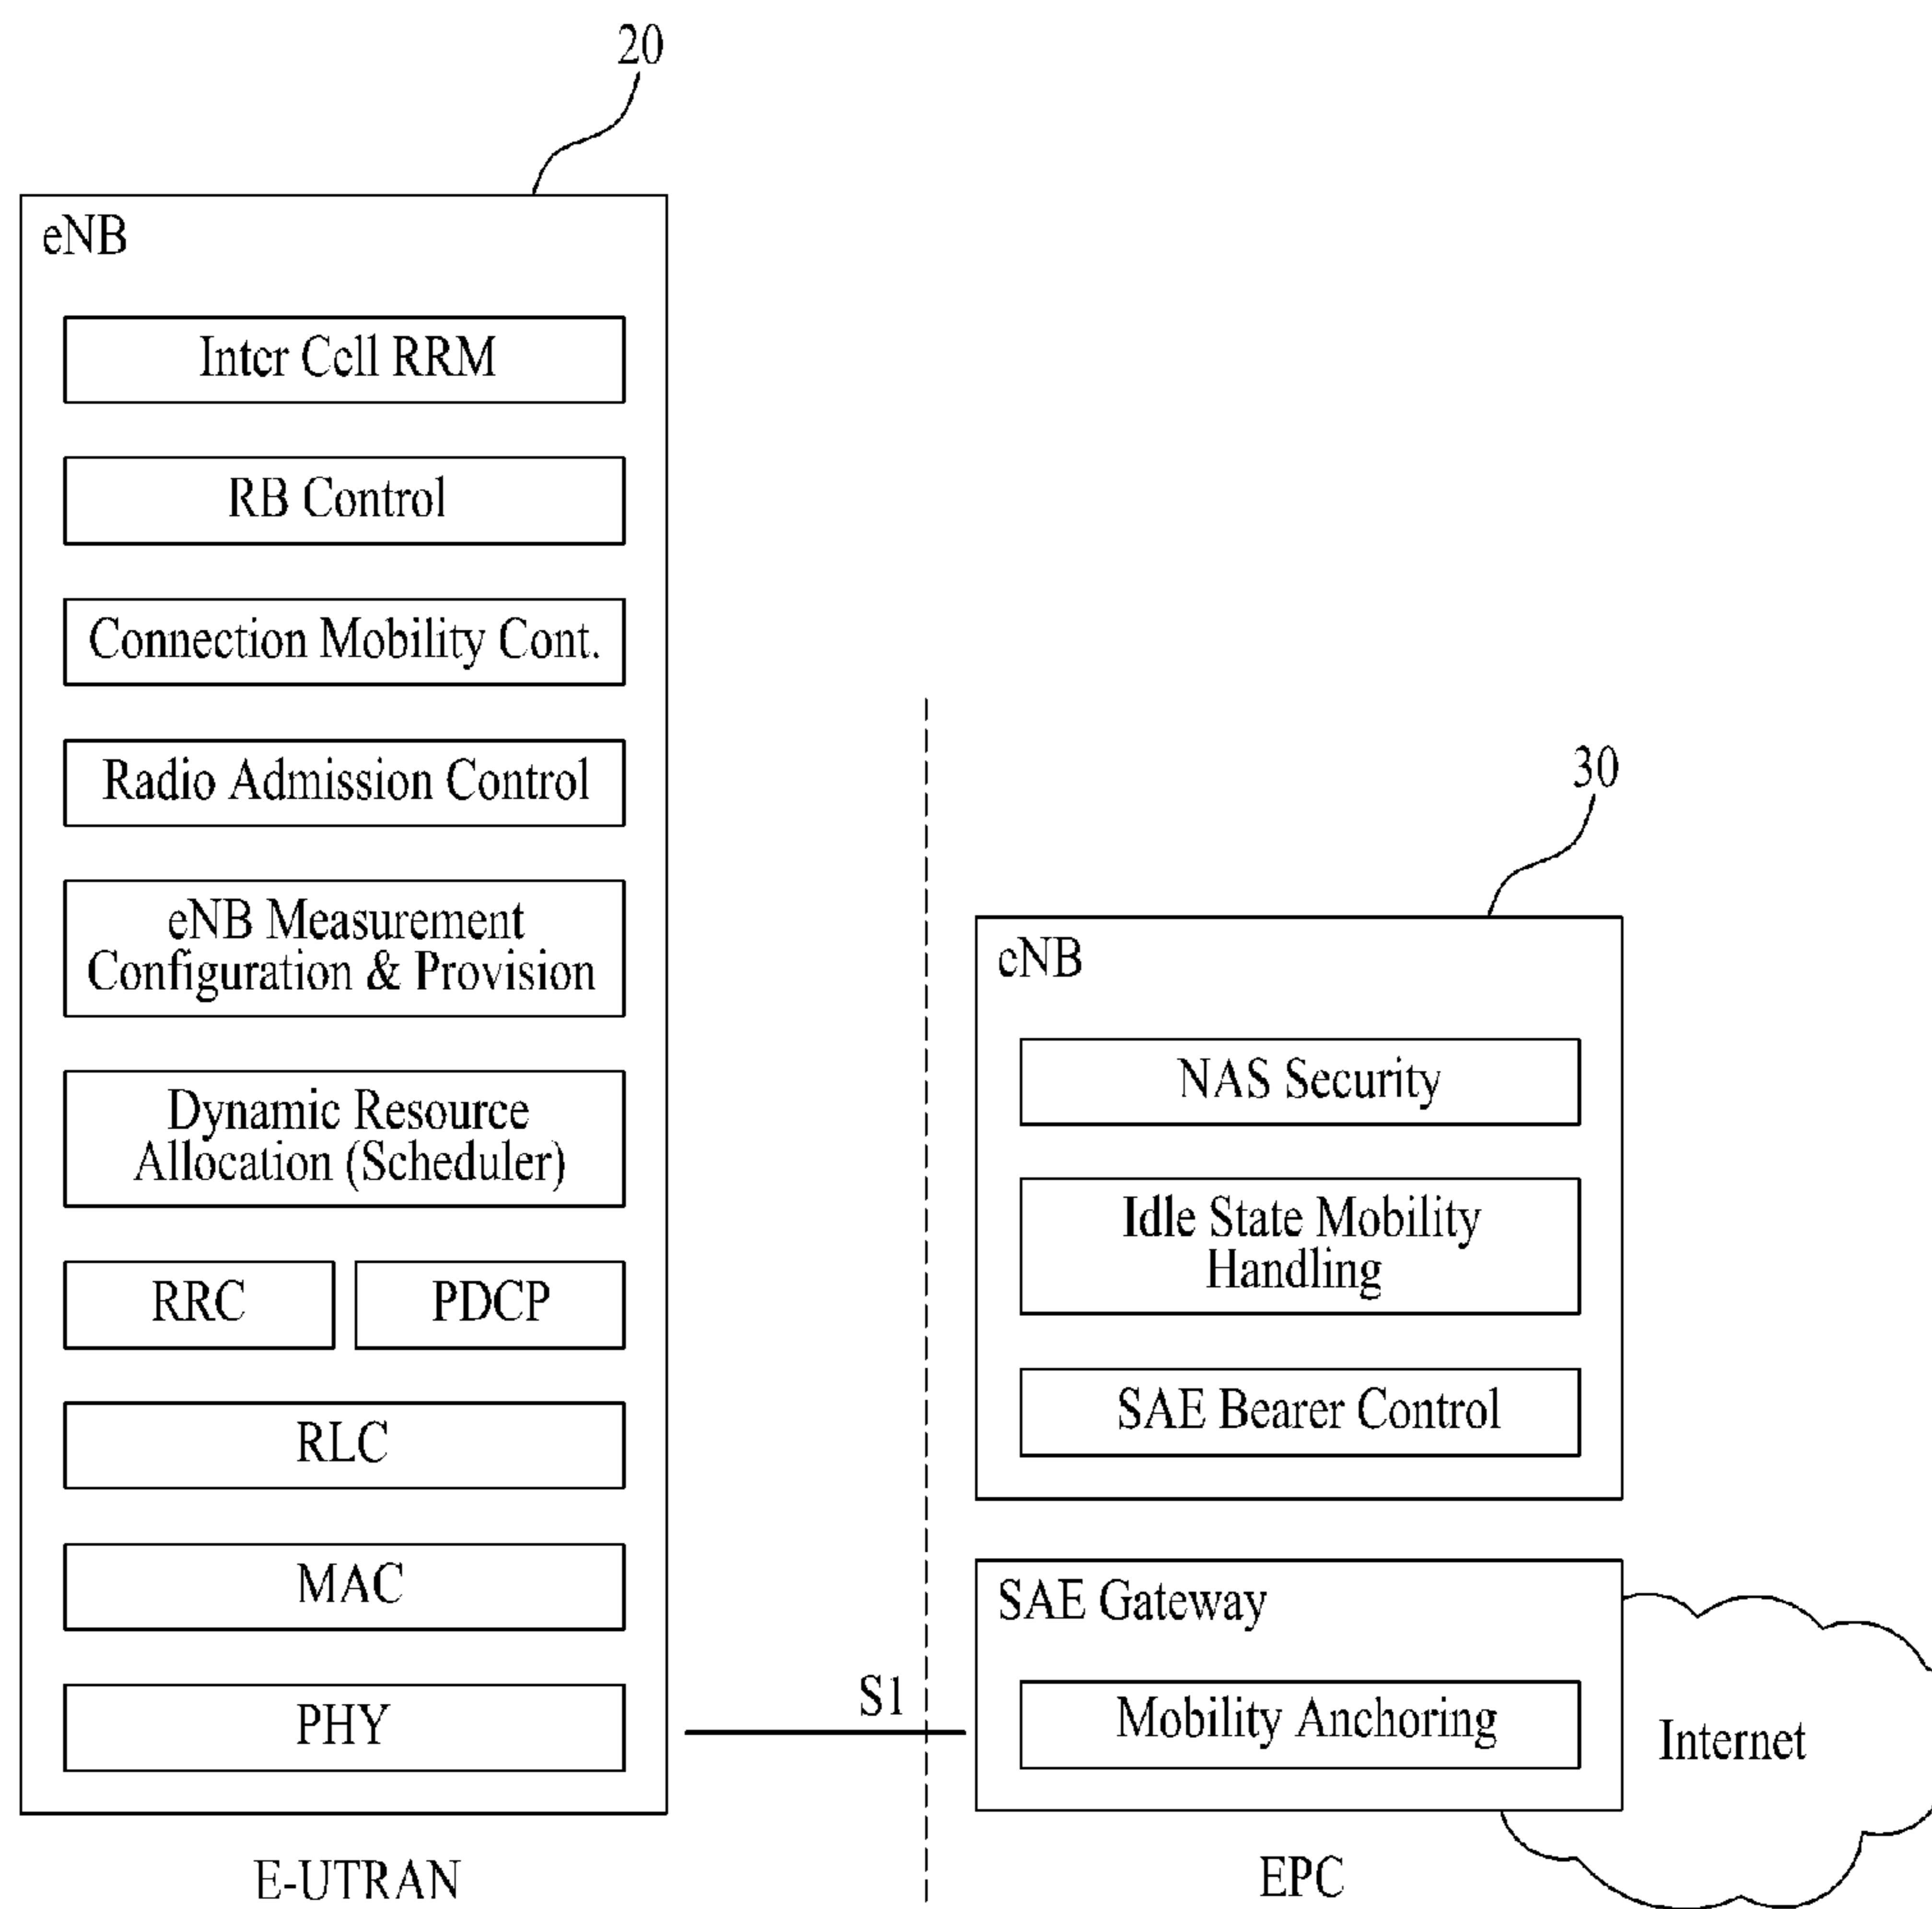 20
eNB
Inter Cell RRM
RB Control
Connection Mobility Cont.
Radio Admission Control
eNB Measurement
Configuration & Provision
Dynamic Resource
Allocation (Scheduler)
RRC
PDCP
RLC
MAC
PHY
E-UTRAN
S1
30
eNB
NAS Security
Idle State Mobility
Handling
SAE Bearer Control
SAE Gateway
Mobility Anchoring
Internet
EPC